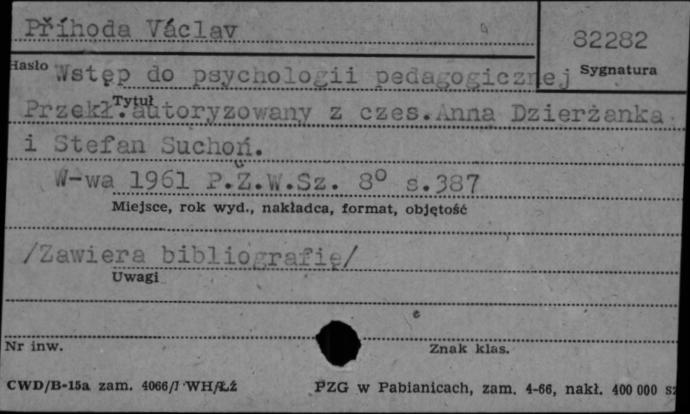 Příhoda Václav
82282
Hasło
Sygnatura
Wstęp do psychologii pedagogicznej
Tytuł
Przekł. autoryzowany z czes. Anna Dzierżanka
i Stefan Suchoń.
W-wa 1961 P.Z.W.Sz. 8° s.387
Miejsce, rok wyd., nakładca, format, objętość
/Zawiera bibliografię/
Uwagi
Nr inw.
Znak klas.
CWD/B-15a zam. 4066/I WH/ŁŹ
PZG w Pabianicach, zam. 4-66, nakł. 400 000